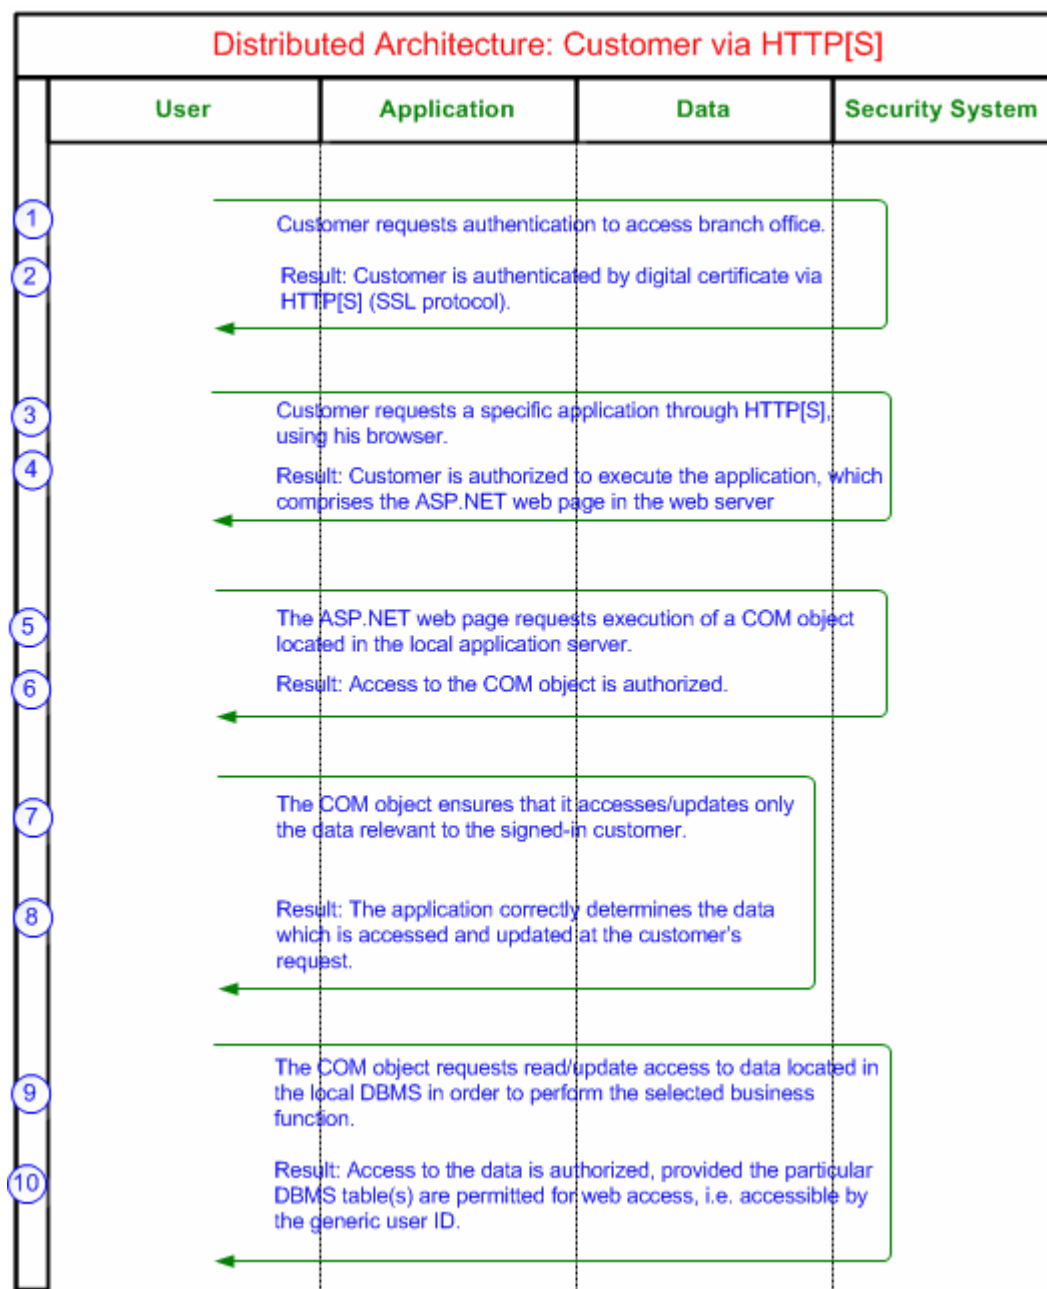 Distributed Architecture: Customer via HTTP[S]
User
Application
Data
Security System
1
Customer requests authentication to access branch office.
2
Result: Customer is authenticated by digital certificate via
HTTP[S] (SSL protocol).
3
Customer requests a specific application through HTTP[S],
using his browser.
4
Result: Customer is authorized to execute the application, which
comprises the ASP.NET web page in the web server
5
The ASP.NET web page requests execution of a COM object
located in the local application server.
6
Result: Access to the COM object is authorized.
7
The COM object ensures that it accesses/updates only
the data relevant to the signed-in customer.
8
Result: The application correctly determines the data
which is accessed and updated at the customer's
request.
9
The COM object requests read/update access to data located in
the local DBMS in order to perform the selected business
function.
10
Result: Access to the data is authorized, provided the particular
DBMS table(s) are permitted for web access, i.e. accessible by
the generic user ID.